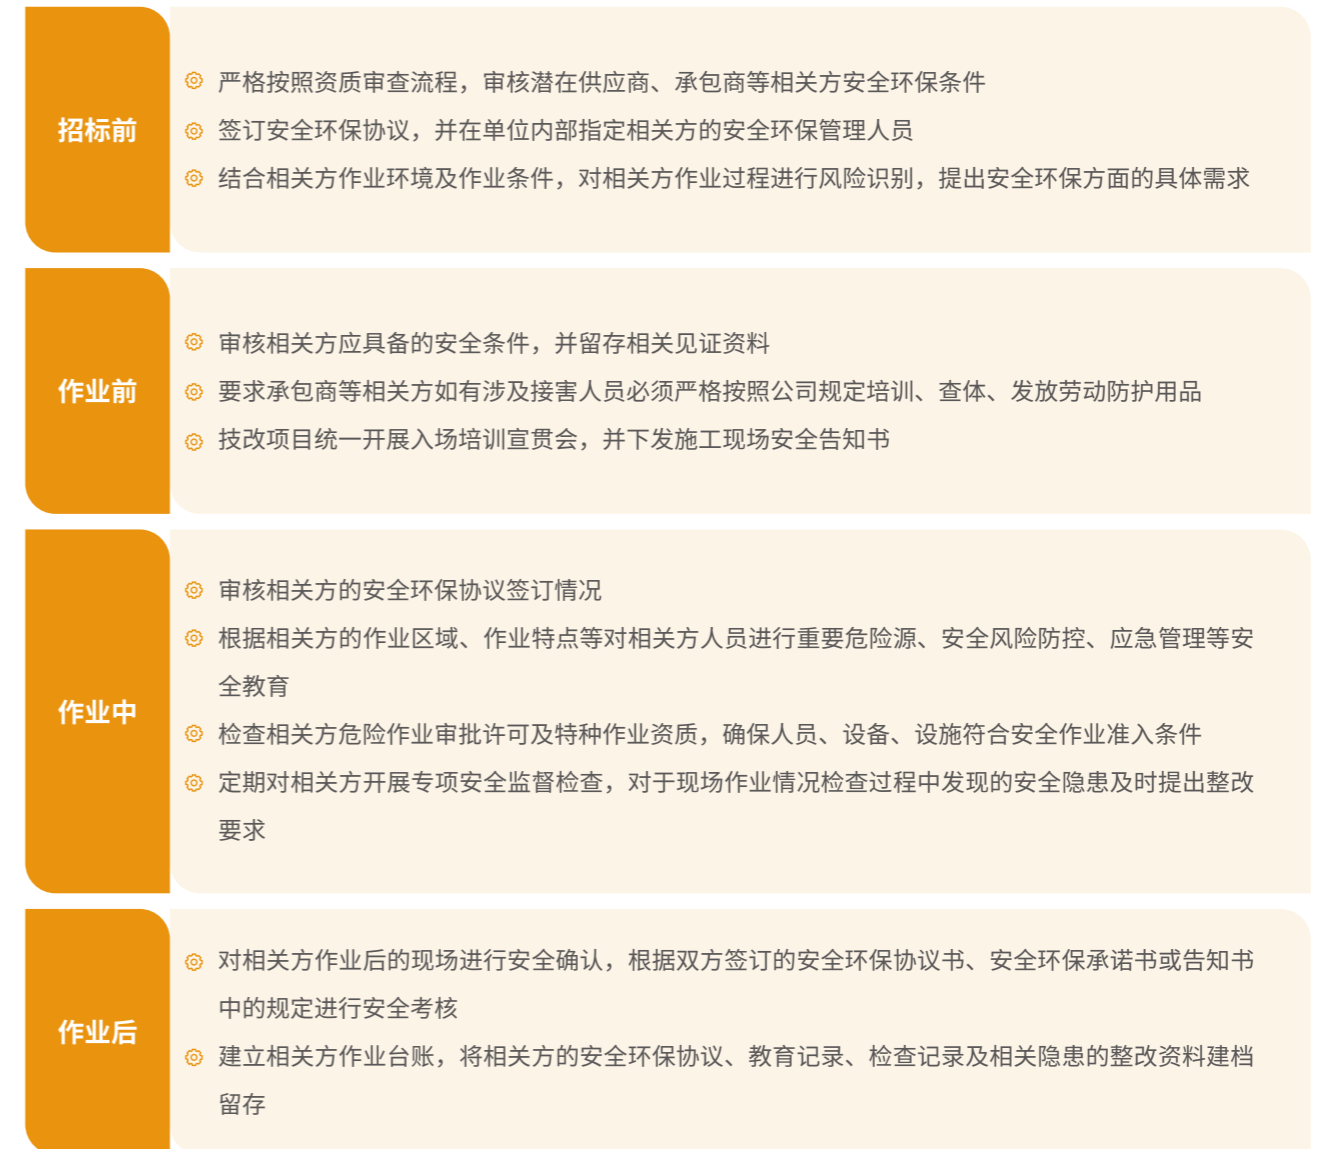 招标前
严格按照资质审查流程，审核潜在供应商、承包商等相关方安全环保条件
签订安全环保协议，并在单位内部指定相关方的安全环保管理人员
结合相关方作业环境及作业条件，对相关方作业过程进行风险识别，提出安全环保方面的具体需求
作业前
审核相关方应具备的安全条件，并留存相关见证资料
要求承包商等相关方如有涉及接害人员必须严格按照公司规定培训、查体、发放劳动防护用品
技改项目统一开展入场培训宣贯会，并下发施工现场安全告知书
作业中
审核相关方的安全环保协议签订情况
根据相关方的作业区域、作业特点等对相关方人员进行重要危险源、安全风险防控、应急管理等安
全教育
检查相关方危险作业审批许可及特种作业资质，确保人员、设备、设施符合安全作业准入条件
定期对相关方开展专项安全监督检查，对于现场作业情况检查过程中发现的安全隐患及时提出整改
要求
作业后
对相关方作业后的现场进行安全确认，根据双方签订的安全环保协议书、安全环保承诺书或告知书
中的规定进行安全考核
建立相关方作业台账，将相关方的安全环保协议、教育记录、检查记录及相关隐患的整改资料建档
留存